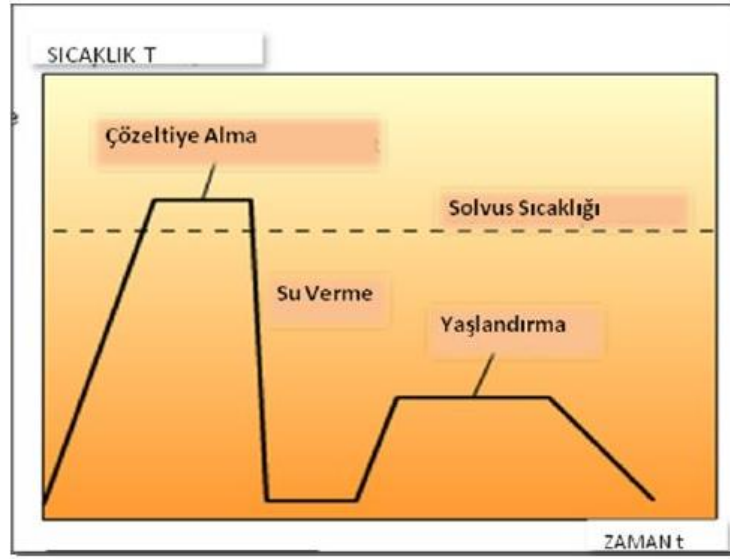 SICAKLIK T
Çözeltiye Alma
Solvus Sıcaklığı
Su Verme
Yaşlandırma
ZAMAN t